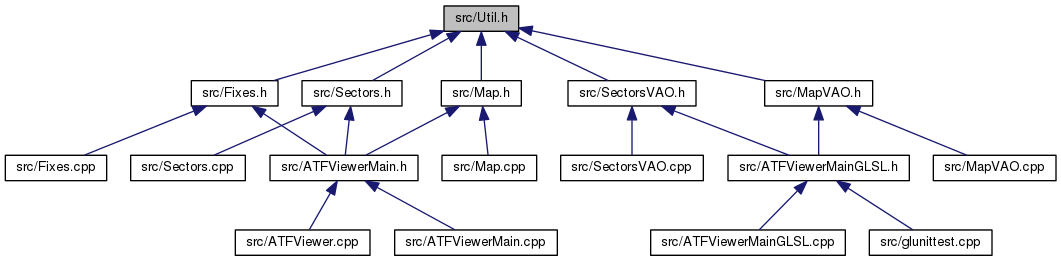 src/Util.h
src/Fixes.h
src/Sectors.h
src/Map.h
src/SectorsVAO.h
src/MapVAO.h
src/Fixes.cpp
src/Sectors.cpp
src/ATFViewerMain.h
src/Map.cpp
src/SectorsVAO.cpp
src/ATFViewerMainGLSL.h
src/MapVAO.cpp
src/ATFViewer.cpp
src/ATFViewerMain.cpp
src/ATFViewerMainGLSL.cpp
src/glunittest.cpp